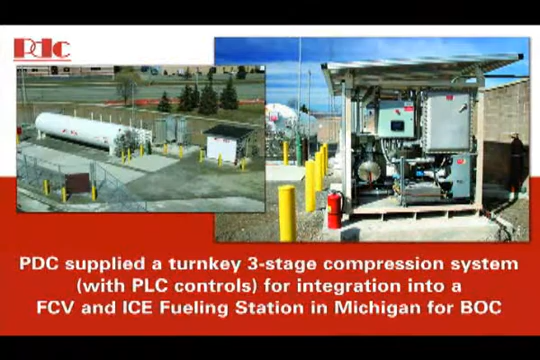 PDC
PDC supplied a turnkey 3-stage compression system
(with PLC controls) for integration into a
FCV and ICE Fueling Station in Michigan for BOC